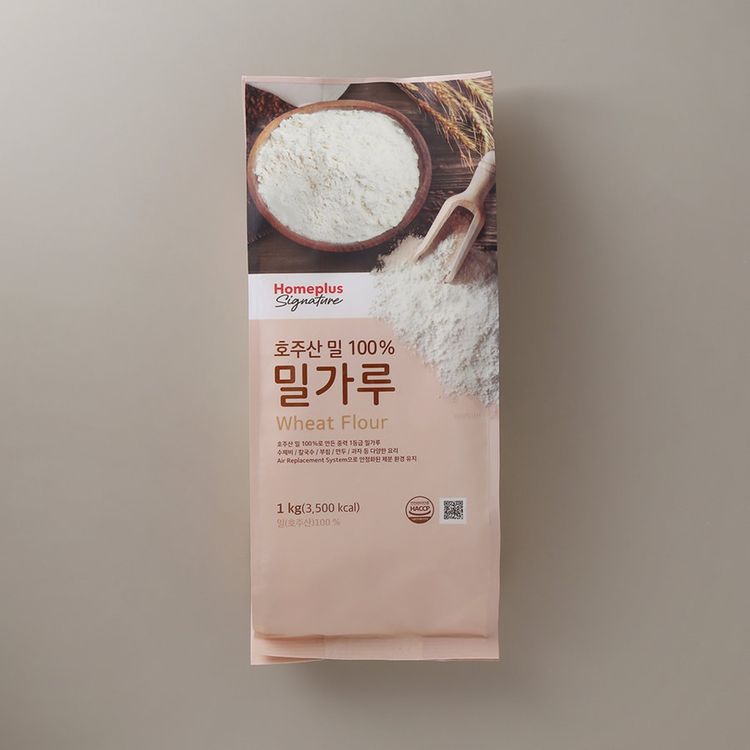 Homeplus
Signature
호주산 밀 100%
밀가루
Wheat Flour
호주산 밀 100%로 만든 중력 1등급 밀가루
수제비 / 칼국수 / 부침 / 만두 / 과자 등 다양한 요리
Air Replacement System으로 안정화된 제분 환경 유지
1 kg(3,500 kcal)
밀(호주산)100 %
HACCP